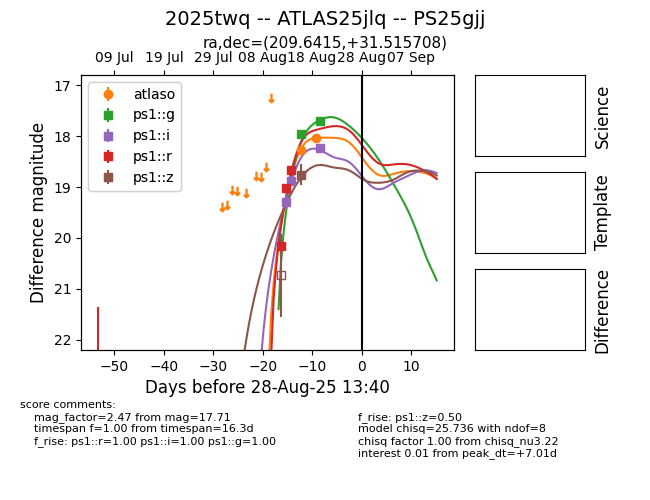 2025twq -- ATLAS25jlq -- PS25gjj
ra,dec=(209.6415,+31.515708)
09 Jul 19 Jul 29 Jul 08 Aug 18 Aug 28 Aug 07 Sep
17
18
19
20
21
22
Difference magnitude
atlaso
ps1::g
ps1::i
ps1::r
ps1::z
−50 −40 −30 −20 −10 0 10
Days before 28-Aug-25 13:40
Science
Template
Difference
score comments:
mag_factor=2.47 from mag=17.71
timespan f=1.00 from timespan=16.3d
f_rise: ps1::r=1.00 ps1::i=1.00 ps1::g=1.00
f_rise: ps1::z=0.50
model chisq=25.736 with ndof=8
chisq factor 1.00 from chisq_nu3.22
interest 0.01 from peak_dt=+7.01d